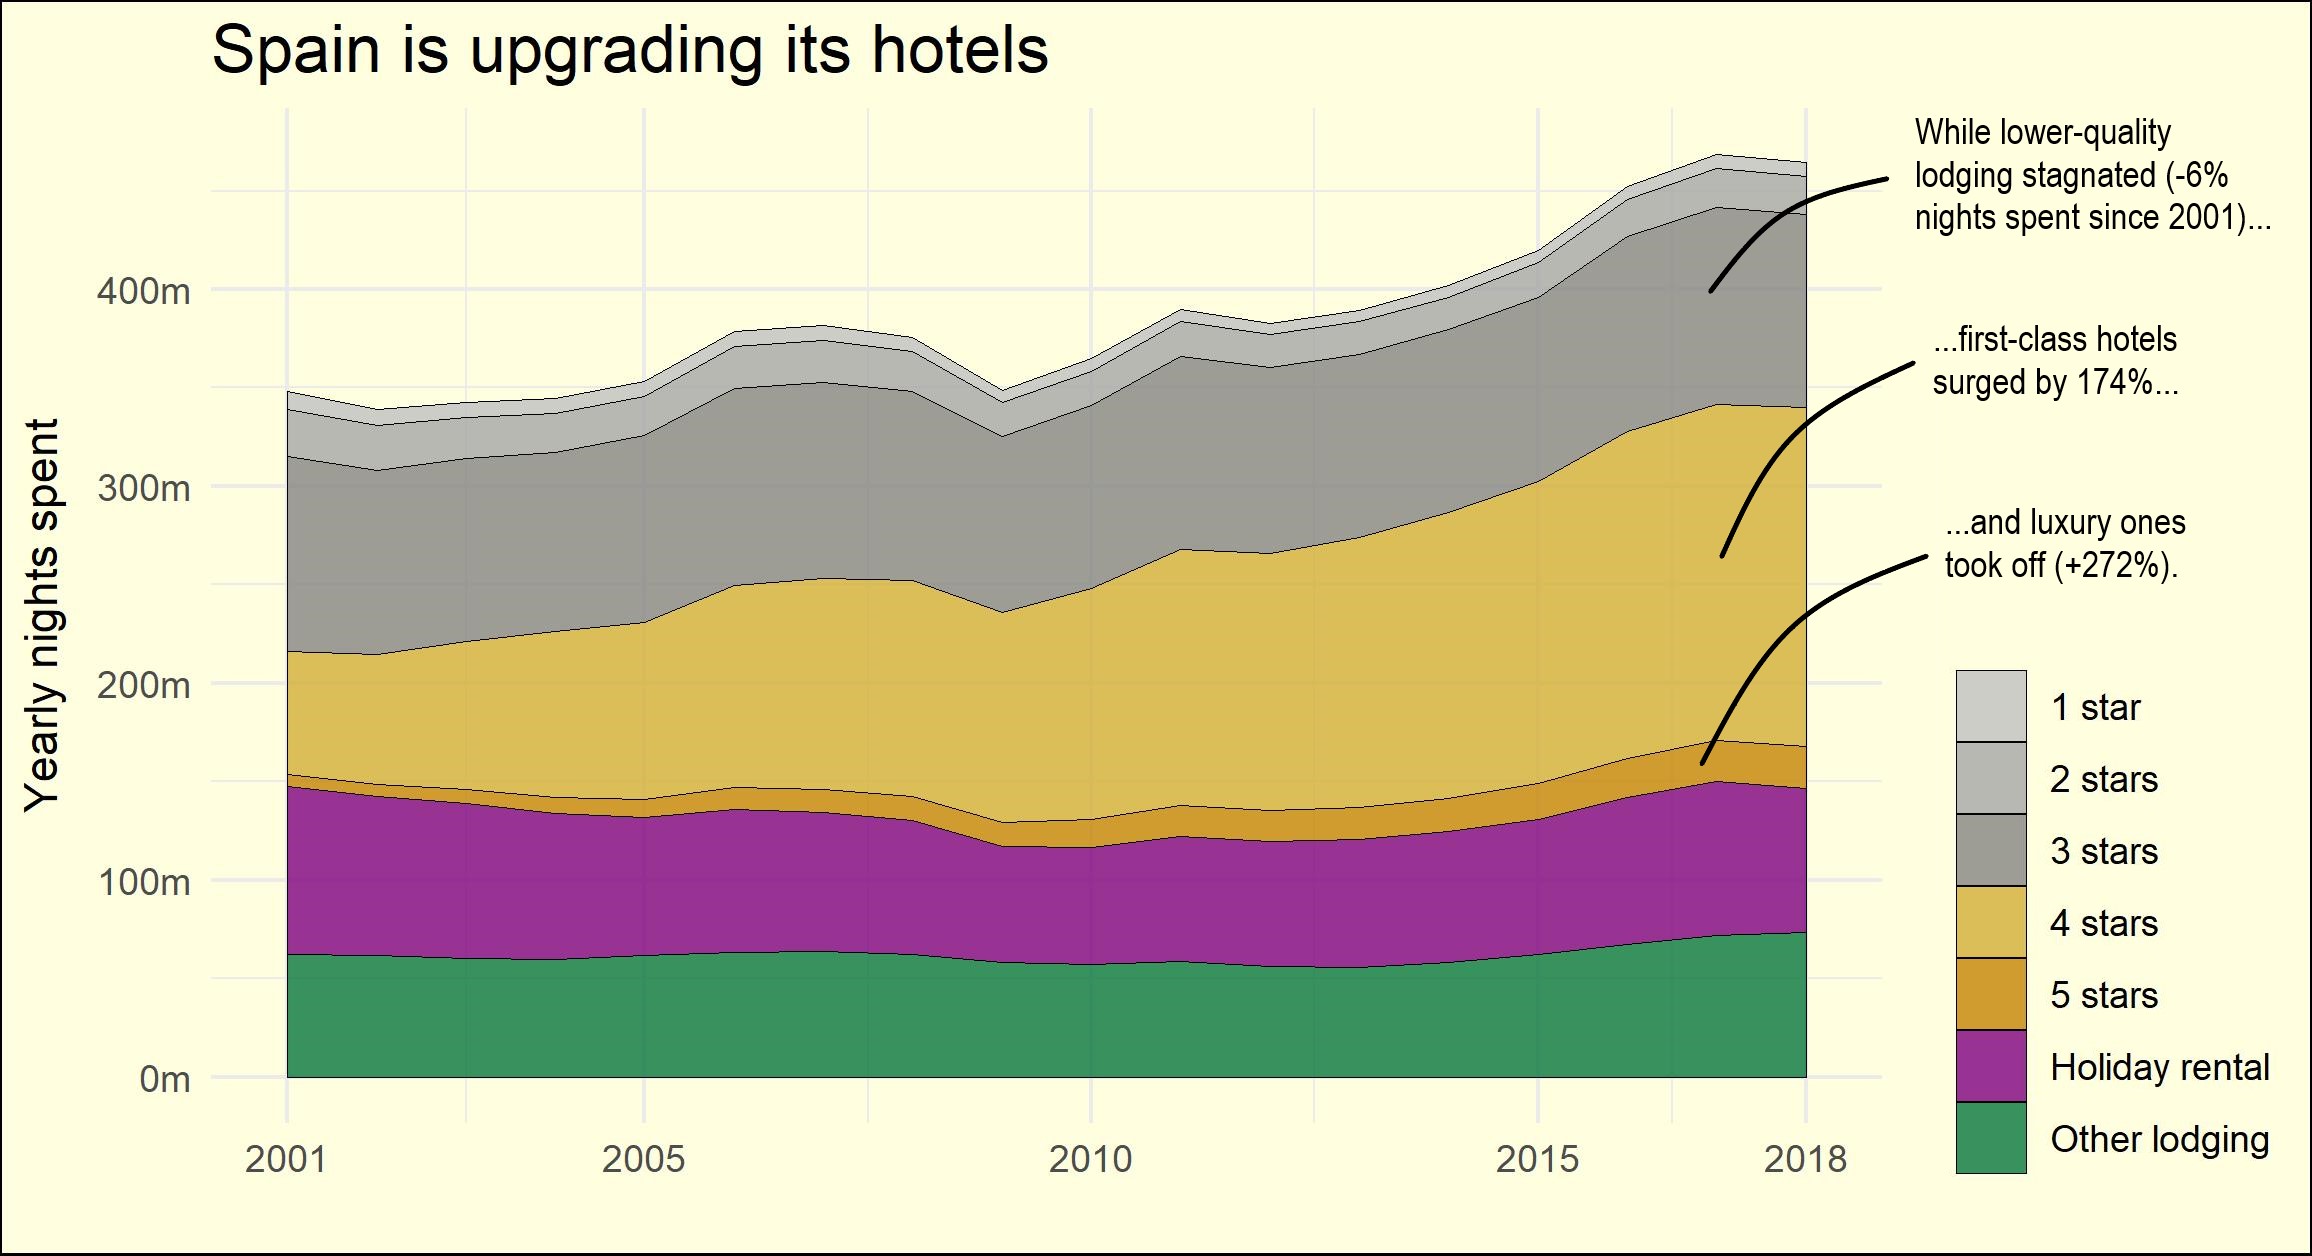 Spain is upgrading its hotels
While lower-quality
lodging stagnated (-6%
nights spent since 2001)...
...first-class hotels
surged by 174%...
...and luxury ones
took off (+272%).
Yearly nights spent
400m
300m
200m
100m
0m
2001
2005
2010
2015
2018
1 star
2 stars
3 stars
4 stars
5 stars
Holiday rental
Other lodging